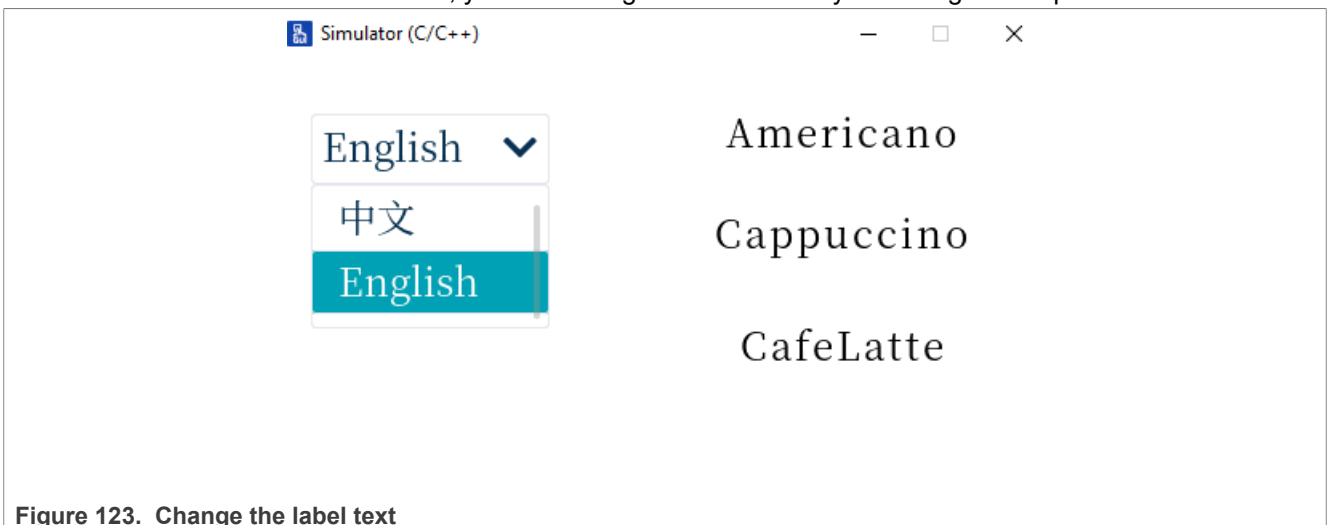 Simulator (C/C++)
English
中文
English
Americano
Cappuccino
CafeLatte
Figure 123. Change the label text